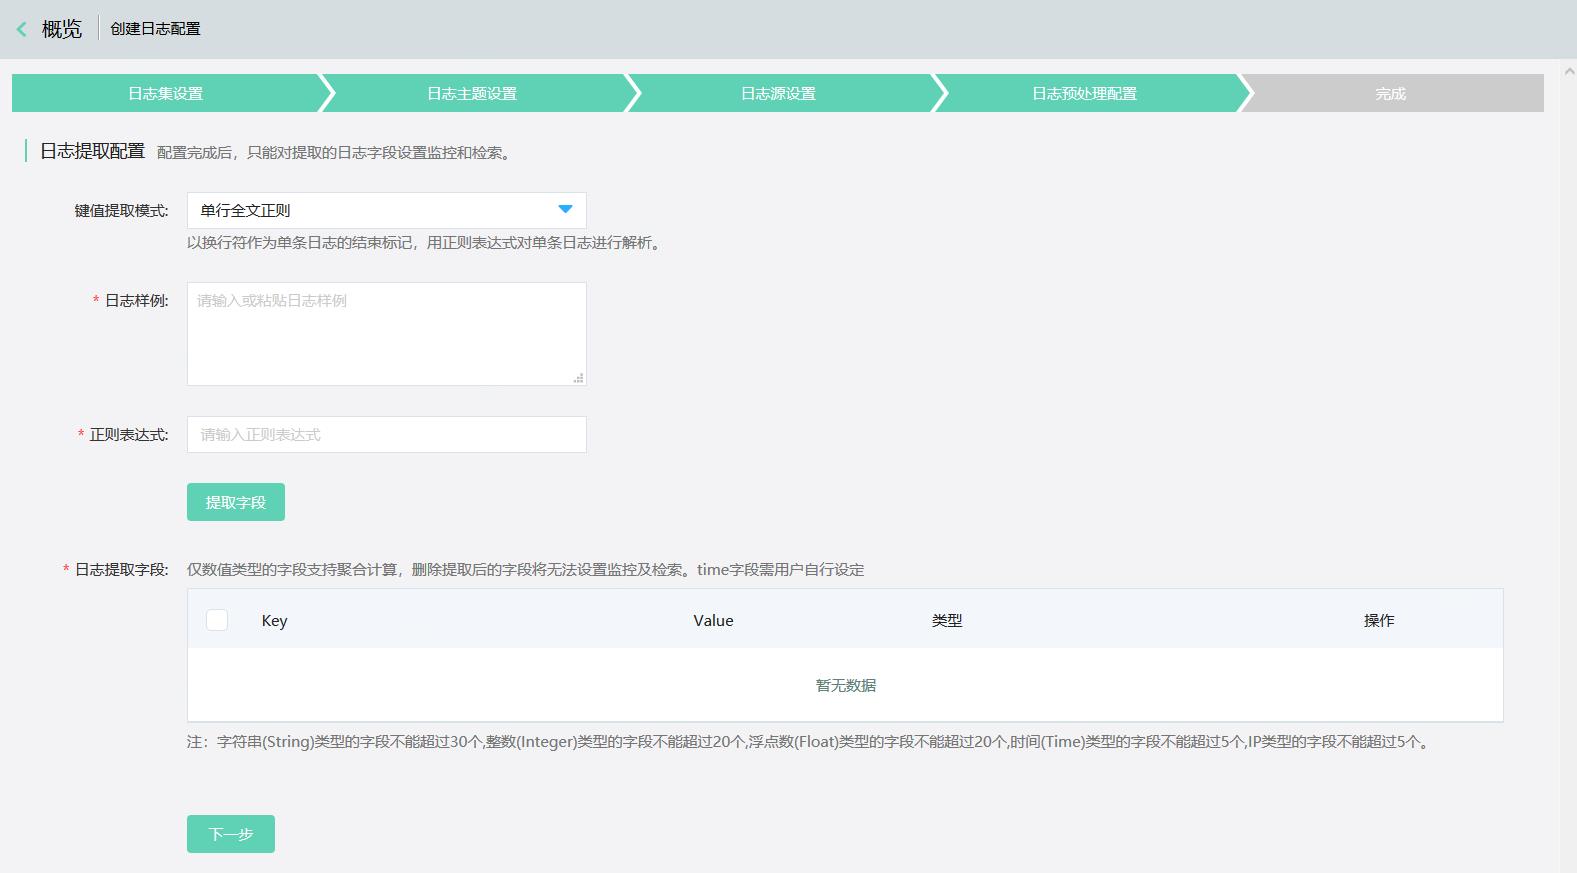 概览 创建日志配置
日志集设置 日志主题设置 日志源设置 日志预处理配置 完成
日志提取配置 配置完成后，只能对提取的日志字段设置监控和检索。
键值提取模式: 单行全文正则
以换行符作为单条日志的结束标记，用正则表达式对单条日志进行解析。
* 日志样例: 请输入或粘贴日志样例
* 正则表达式: 请输入正则表达式
提取字段
* 日志提取字段: 仅数值类型的字段支持聚合计算，删除提取后的字段将无法设置监控及检索。time字段需用户自行设定
Key Value 类型 操作
暂无数据
注：字符串(String)类型的字段不能超过30个,整数(Integer)类型的字段不能超过20个,浮点数(Float)类型的字段不能超过20个,时间(Time)类型的字段不能超过5个,IP类型的字段不能超过5个。
下一步